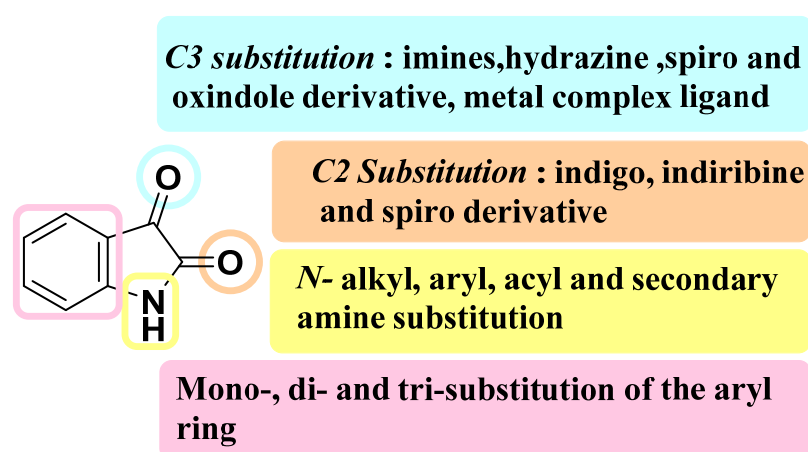 C3 substitution : imines,hydrazine ,spiro and
oxindole derivative, metal complex ligand
O
C2 Substitution : indigo, indiribine
and spiro derivative
O
N- alkyl, aryl, acyl and secondary
amine substitution
N
H
Mono-, di- and tri-substitution of the aryl
ring